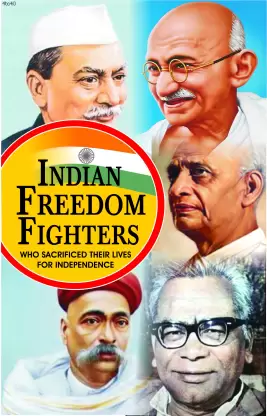 INDIAN
FREEDOM
FIGHTERS
WHO SACRIFICED THEIR LIVES
FOR INDEPENDENCE